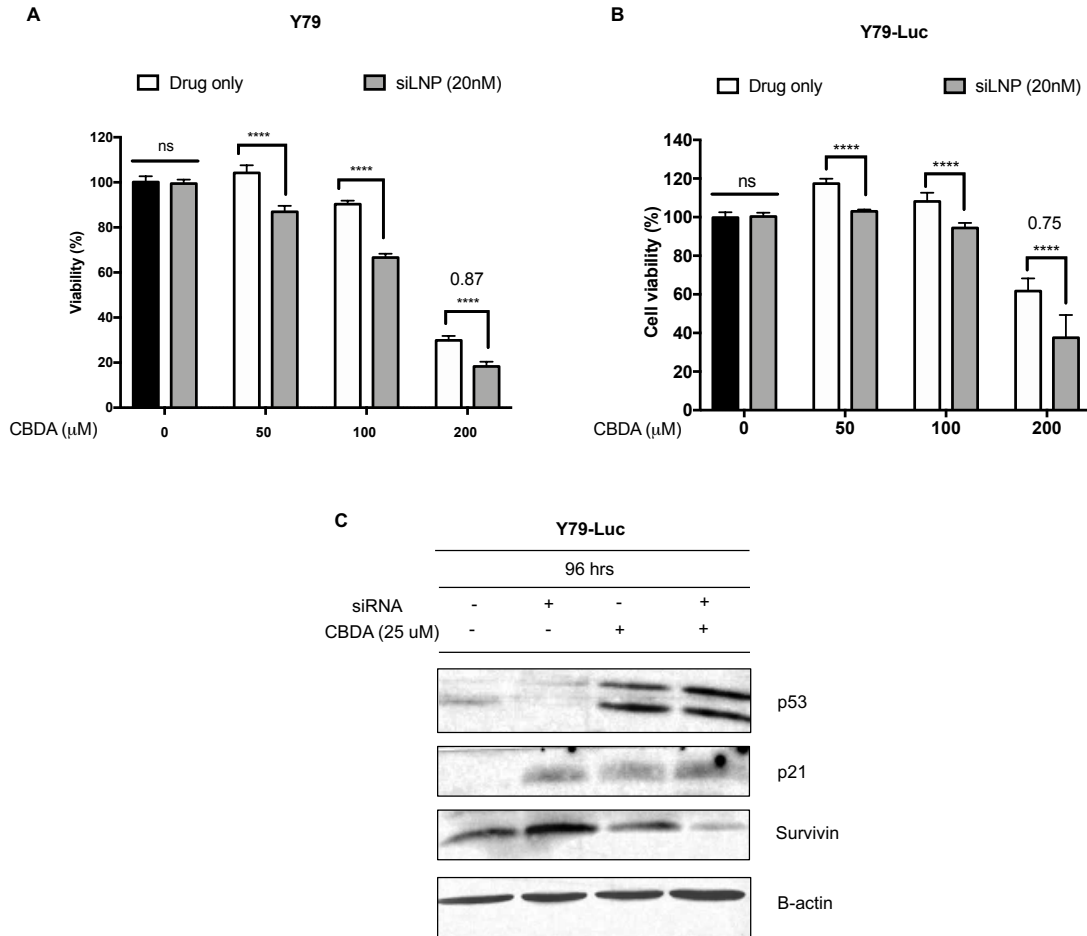 A
Y79
Drug only
siLNP (20nM)
Viability (%)
120
100
80
60
40
20
0
ns
****
****
0.87
****
CBDA (μM)
0
50
100
200
B
Y79-Luc
Drug only
siLNP (20nM)
Cell viability (%)
140
120
100
80
60
40
20
0
ns
****
****
0.75
****
CBDA (μM)
0
50
100
200
C
Y79-Luc
96 hrs
siRNA - + - +
CBDA (25 uM) - - + +
p53
p21
Survivin
B-actin